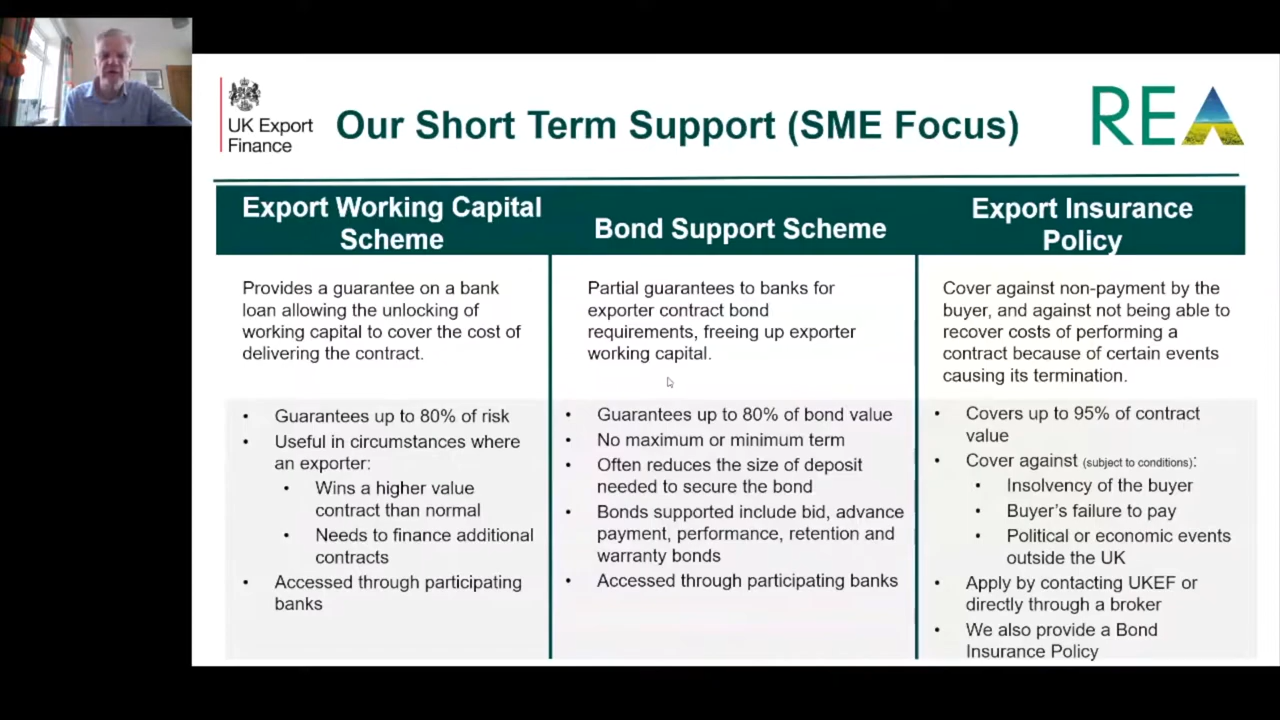 UK Export
Finance
Our Short Term Support (SME Focus)
REA
Export Working Capital
Scheme
Provides a guarantee on a bank
loan allowing the unlocking of
working capital to cover the cost of
delivering the contract.
• Guarantees up to 80% of risk
• Useful in circumstances where
an exporter:
• Wins a higher value
contract than normal
• Needs to finance additional
contracts
• Accessed through participating
banks
Bond Support Scheme
Partial guarantees to banks for
exporter contract bond
requirements, freeing up exporter
working capital.
• Guarantees up to 80% of bond value
• No maximum or minimum term
• Often reduces the size of deposit
needed to secure the bond
• Bonds supported include bid, advance
payment, performance, retention and
warranty bonds
• Accessed through participating banks
Export Insurance
Policy
Cover against non-payment by the
buyer, and against not being able to
recover costs of performing a
contract because of certain events
causing its termination.
• Covers up to 95% of contract
value
• Cover against (subject to conditions):
• Insolvency of the buyer
• Buyer's failure to pay
• Political or economic events
outside the UK
• Apply by contacting UKEF or
directly through a broker
• We also provide a Bond
Insurance Policy